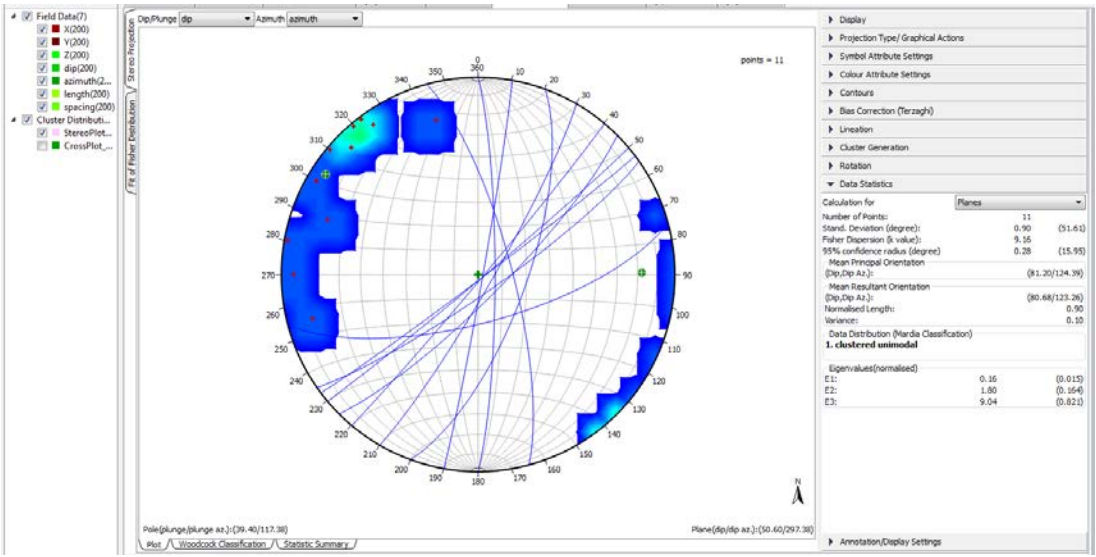 Field Data(7)
X(200)
Y(200)
Z(200)
dip(200)
azimuth(2...
length(200)
spacing(200)
Cluster Distributi...
StereoPlot...
CrossPlot_...
Stereo Projection
Fit of Fisher Distribution
Dip/Plunge dip Azimuth azimuth
points = 11
0
360
10
20
30
40
50
60
70
80
90
100
110
120
130
140
150
160
170
180
190
200
210
220
230
240
250
260
270
280
290
300
310
320
330
340
350
N
Pole(plunge/plunge az.):(39.40/117.38)
Plane(dip/dip az.):(50.60/297.38)
Plot Woodcock Classification Statistic Summary
Display
Projection Type/ Graphical Actions
Symbol Attribute Settings
Colour Attribute Settings
Contours
Bias Correction (Terzaghi)
Lineation
Cluster Generation
Rotation
Data Statistics
Calculation for Planes
Number of Points: 11
Stand. Deviation (degree): 0.90 (51.61)
Fisher Dispersion (k value): 9.16
95% confidence radius (degree) 0.28 (15.95)
Mean Principal Orientation
(Dip,Dip Az.): (81.20/124.39)
Mean Resultant Orientation
(Dip,Dip Az.): (80.68/123.26)
Normalised Length: 0.90
Variance: 0.10
Data Distribution (Mardia Classification)
1. clustered unimodal
Eigenvalues(normalised)
E1: 0.16 (0.015)
E2: 1.80 (0.164)
E3: 9.04 (0.821)
Annotation/Display Settings